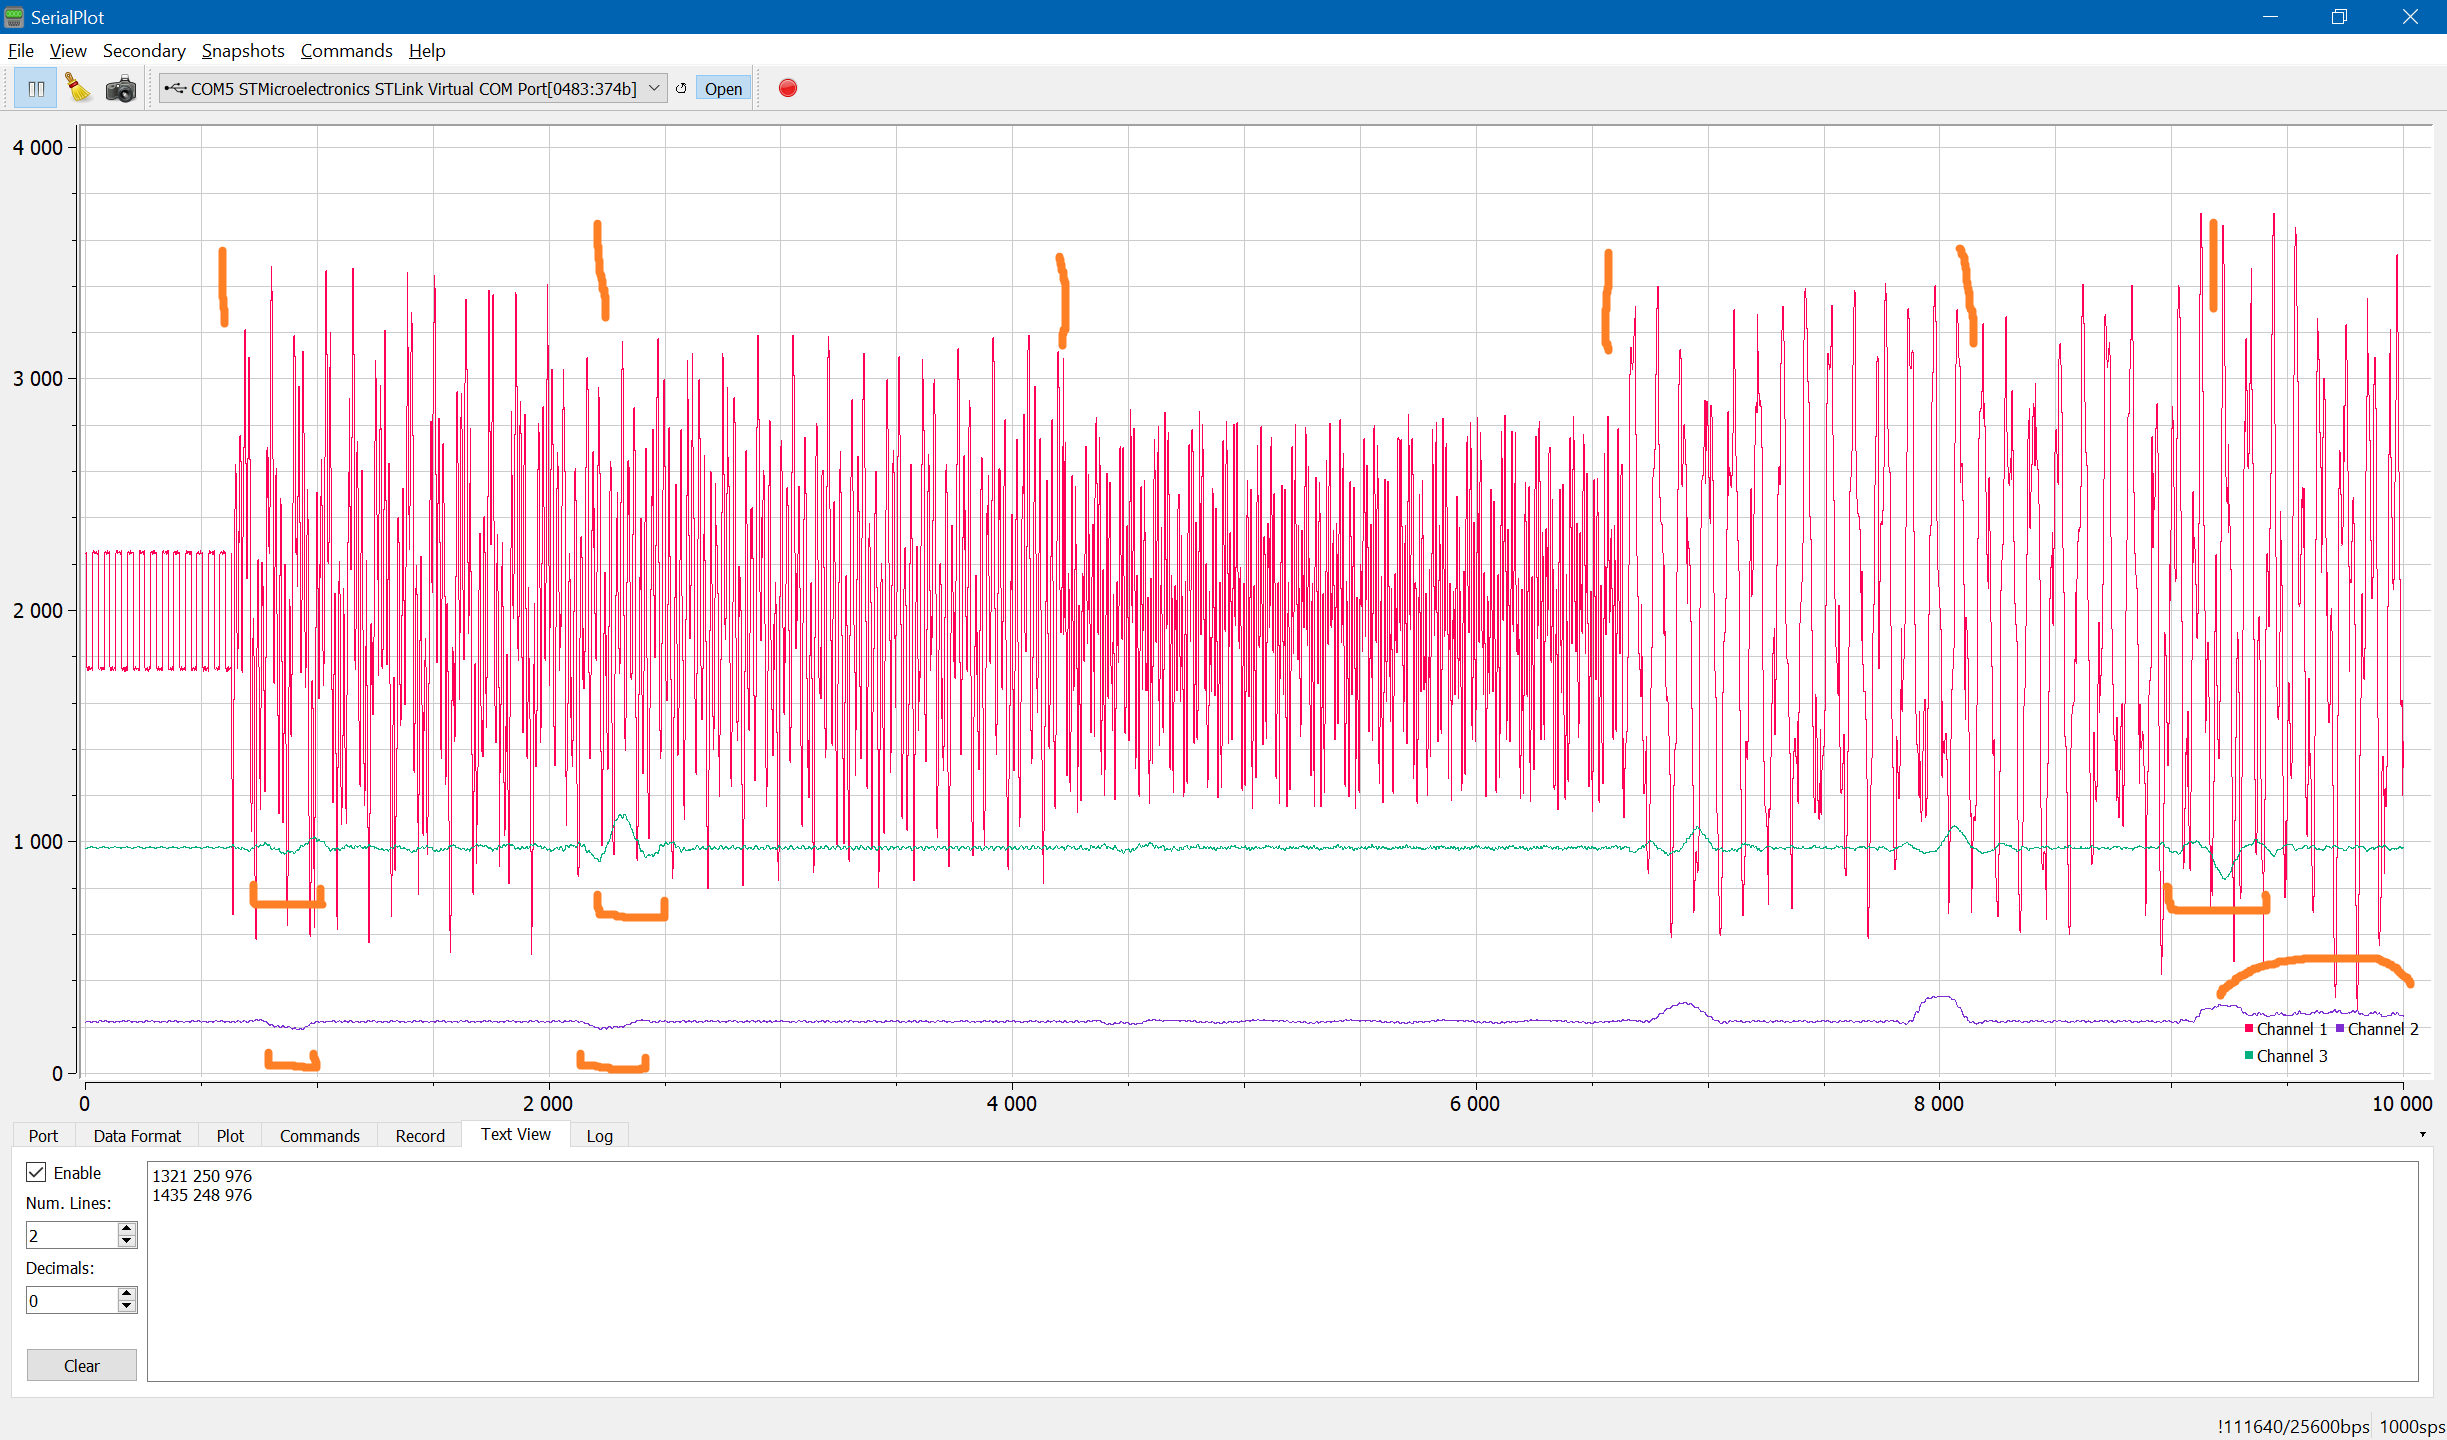 SerialPlot
File View Secondary Snapshots Commands Help
COM5 STMicroelectronics STLink Virtual COM Port[0483:374b] Open
4 000
3 000
2 000
1 000
0
Channel 1 Channel 2
Channel 3
0 2 000 4 000 6 000 8 000 10 000
Port Data Format Plot Commands Record Text View Log
Enable
Num. Lines:
2
Decimals:
0
Clear
1321 250 976
1435 248 976
!111640/25600bps 1000sps